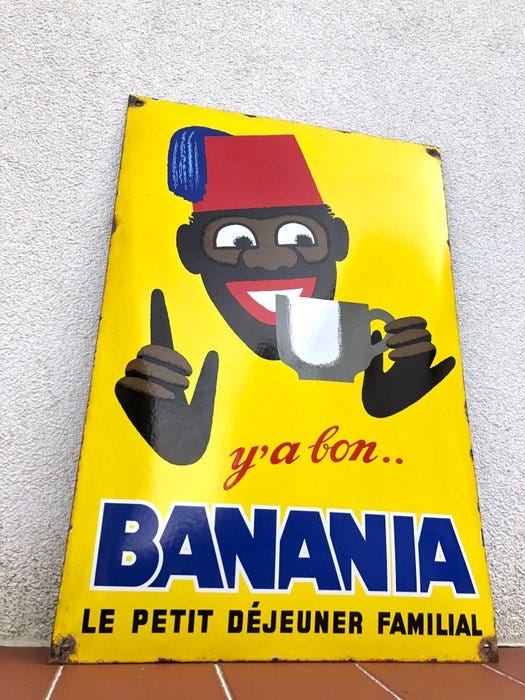 y'a bon..
BANANIA
LE PETIT DÉJEUNER FAMILIAL